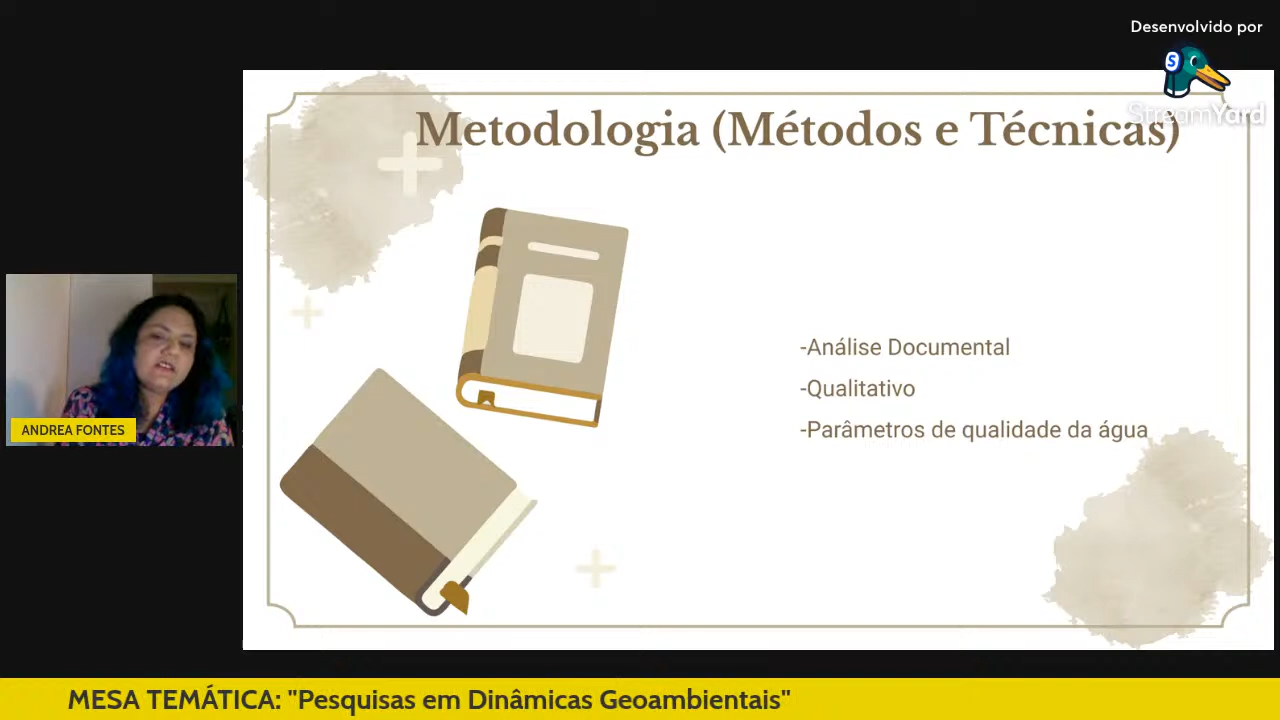 Desenvolvido por
StreamYard
Metodologia (Métodos e Técnicas)
-Análise Documental
-Qualitativo
-Parâmetros de qualidade da água
ANDREA FONTES
MESA TEMÁTICA: "Pesquisas em Dinâmicas Geoambientais"